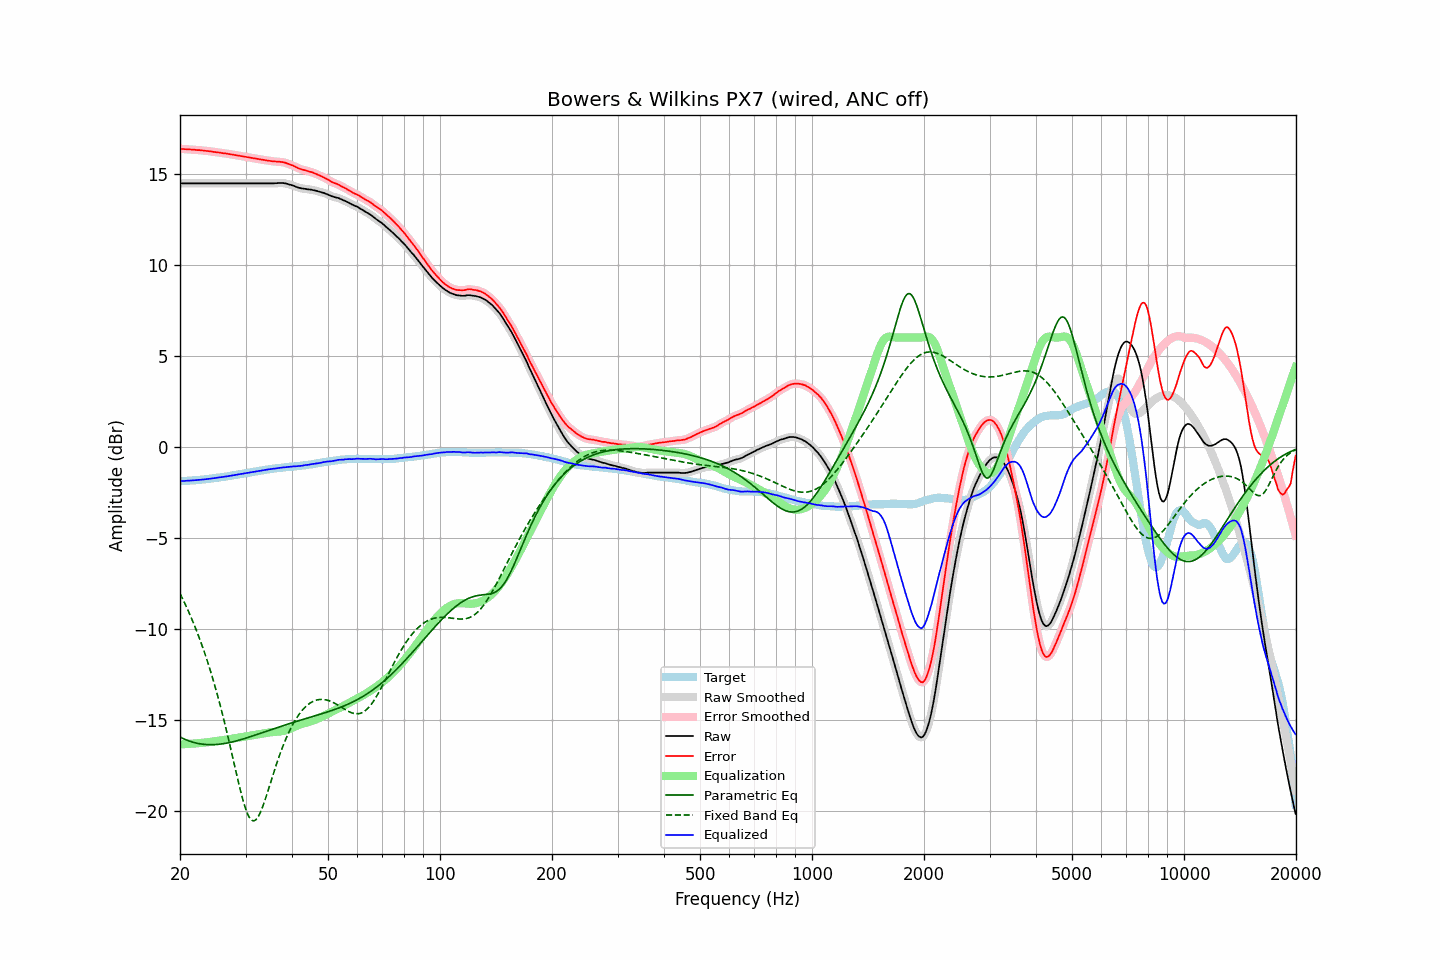 Bowers & Wilkins PX7 (wired, ANC off)
Amplitude (dBr)
15
10
5
0
−5
−10
−15
−20
Target
Raw Smoothed
Error Smoothed
Raw
Error
Equalization
Parametric Eq
Fixed Band Eq
Equalized
20 50 100 200 500 1000 2000 5000 10000 20000
Frequency (Hz)